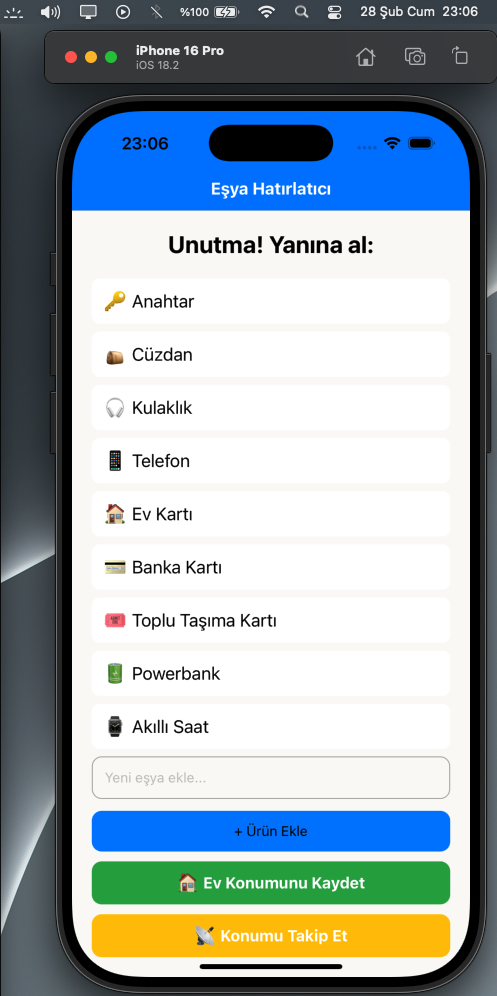 %100 28 Şub Cum 23:06
iPhone 16 Pro
iOS 18.2
23:06
Eşya Hatırlatıcı
Unutma! Yanına al:
Anahtar
Cüzdan
Kulaklık
Telefon
Ev Kartı
Banka Kartı
Toplu Taşıma Kartı
Powerbank
Akıllı Saat
Yeni eşya ekle...
+ Ürün Ekle
Ev Konumunu Kaydet
Konumu Takip Et